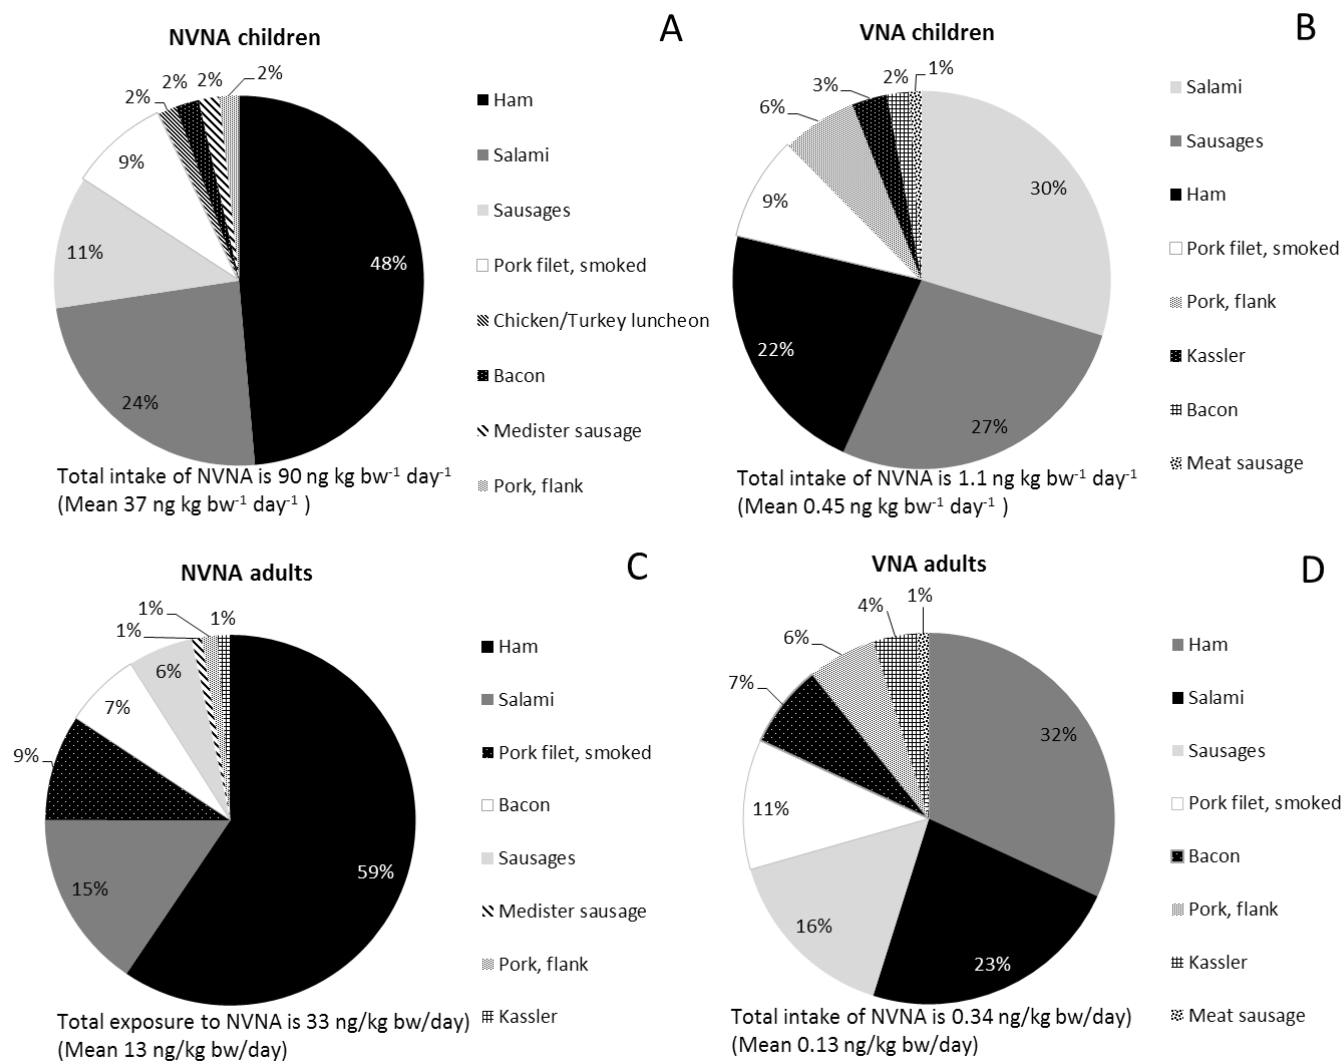 NVNA children
A
2%
2%
2%
2%
9%
11%
24%
48%
Ham
Salami
Sausages
Pork filet, smoked
Chicken/Turkey luncheon
Bacon
Medister sausage
Pork, flank
Total intake of NVNA is 90 ng kg bw⁻¹ day⁻¹
(Mean 37 ng kg bw⁻¹ day⁻¹ )
VNA children
B
1%
2%
3%
6%
9%
22%
27%
30%
Salami
Sausages
Ham
Pork filet, smoked
Pork, flank
Kassler
Bacon
Meat sausage
Total intake of NVNA is 1.1 ng kg bw⁻¹ day⁻¹
(Mean 0.45 ng kg bw⁻¹ day⁻¹ )
NVNA adults
C
1%
1%
1%
6%
7%
9%
15%
59%
Ham
Salami
Pork filet, smoked
Bacon
Sausages
Medister sausage
Pork, flank
Kassler
Total exposure to NVNA is 33 ng/kg bw/day)
(Mean 13 ng/kg bw/day)
VNA adults
D
1%
4%
6%
7%
11%
16%
23%
32%
Ham
Salami
Sausages
Pork filet, smoked
Bacon
Pork, flank
Kassler
Meat sausage
Total intake of NVNA is 0.34 ng/kg bw/day)
(Mean 0.13 ng/kg bw/day)